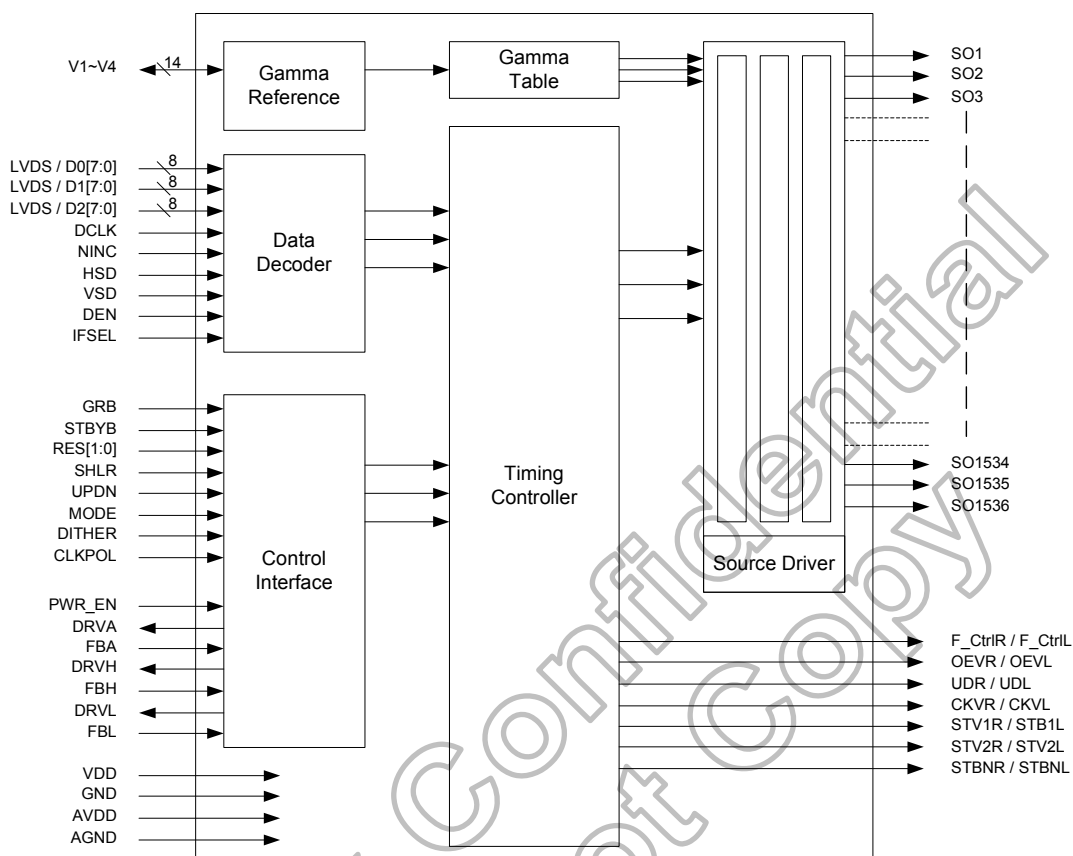 V1~V4
14
Gamma
Reference
Gamma
Table
SO1
SO2
SO3
LVDS / D0[7:0]
8
LVDS / D1[7:0]
8
LVDS / D2[7:0]
8
DCLK
NINC
HSD
VSD
DEN
IFSEL
Data
Decoder
GRB
STBYB
RES[1:0]
SHLR
UPDN
MODE
DITHER
CLKPOL
PWR_EN
DRVA
FBA
DRVH
FBH
DRVL
FBL
Control
Interface
Timing
Controller
SO1534
SO1535
SO1536
Source Driver
F_CtrlR / F_CtrlL
OEVR / OEVL
UDR / UDL
CKVR / CKVL
STV1R / STB1L
STV2R / STV2L
STBNR / STBNL
VDD
GND
AVDD
AGND
Confidential
ot Copy